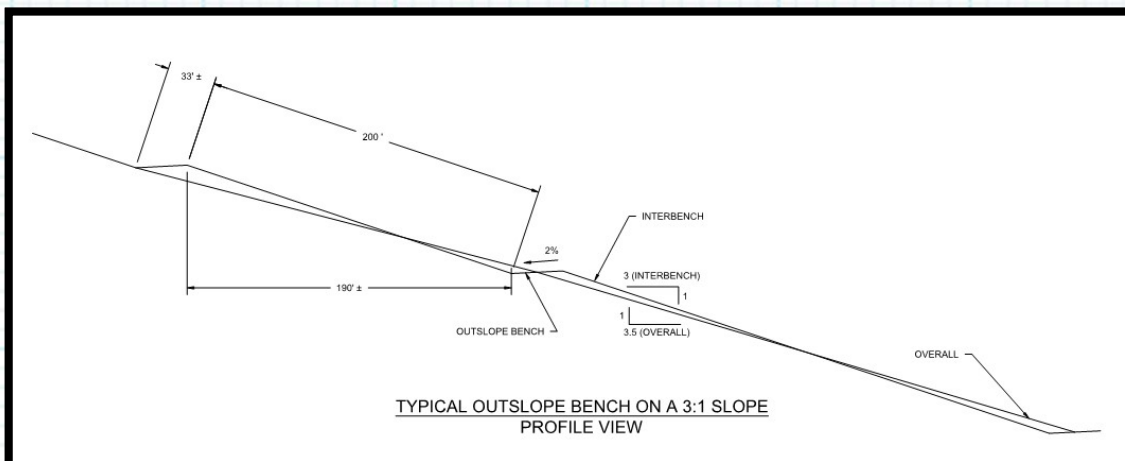 33' ±
200 '
INTERBENCH
2%
3 (INTERBENCH)
1
190' ±
1
OUTSLOPE BENCH
3.5 (OVERALL)
OVERALL
TYPICAL OUTSLOPE BENCH ON A 3:1 SLOPE
PROFILE VIEW